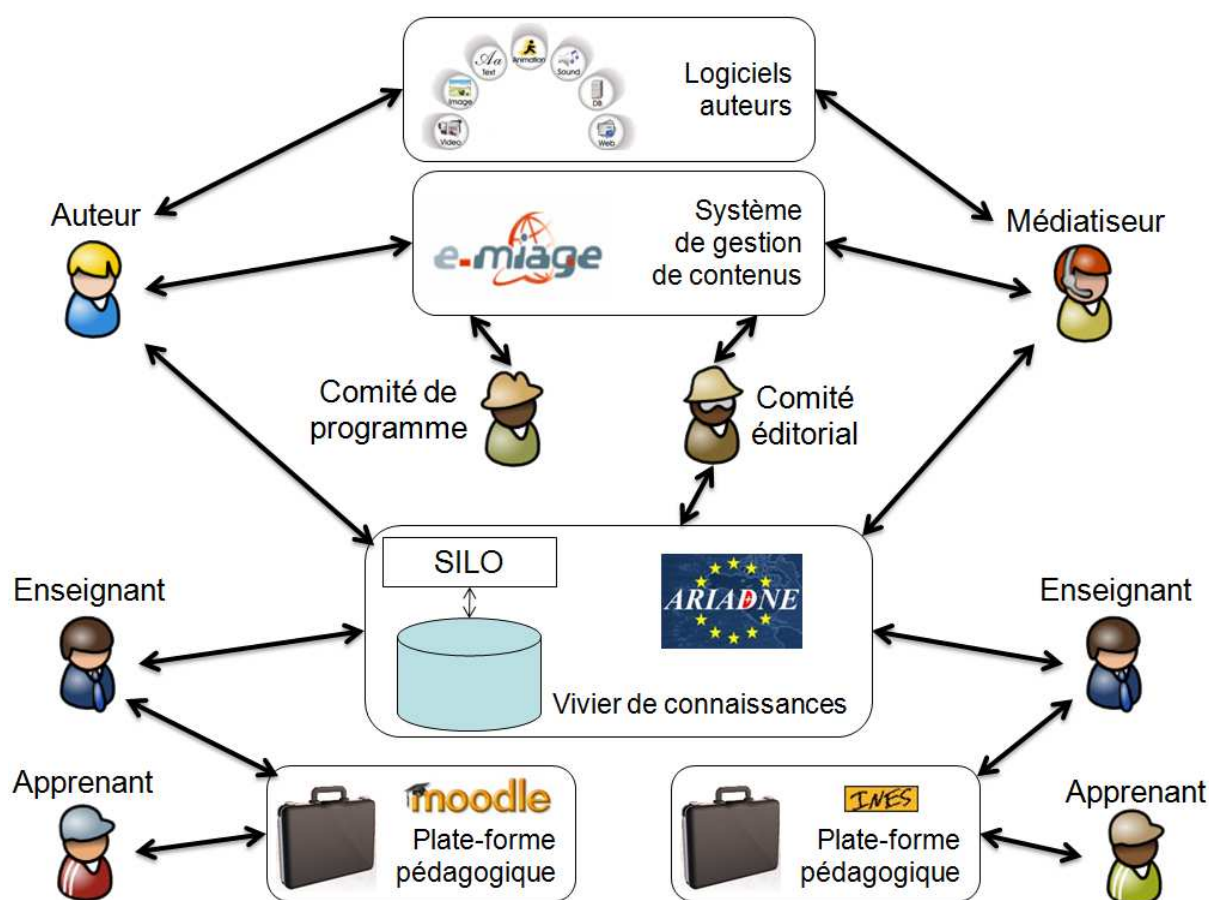 Logiciels
auteurs
Video
Image
Aa
Text
Animation
Sound
DB
Web
Auteur
e-miage
Système
de gestion
de contenus
Médiatiseur
Comité de
programme
Comité
éditorial
SILO
ARIADNE
Vivier de connaissances
Enseignant
Enseignant
Apprenant
moodle
Plate-forme
pédagogique
INES
Plate-forme
pédagogique
Apprenant